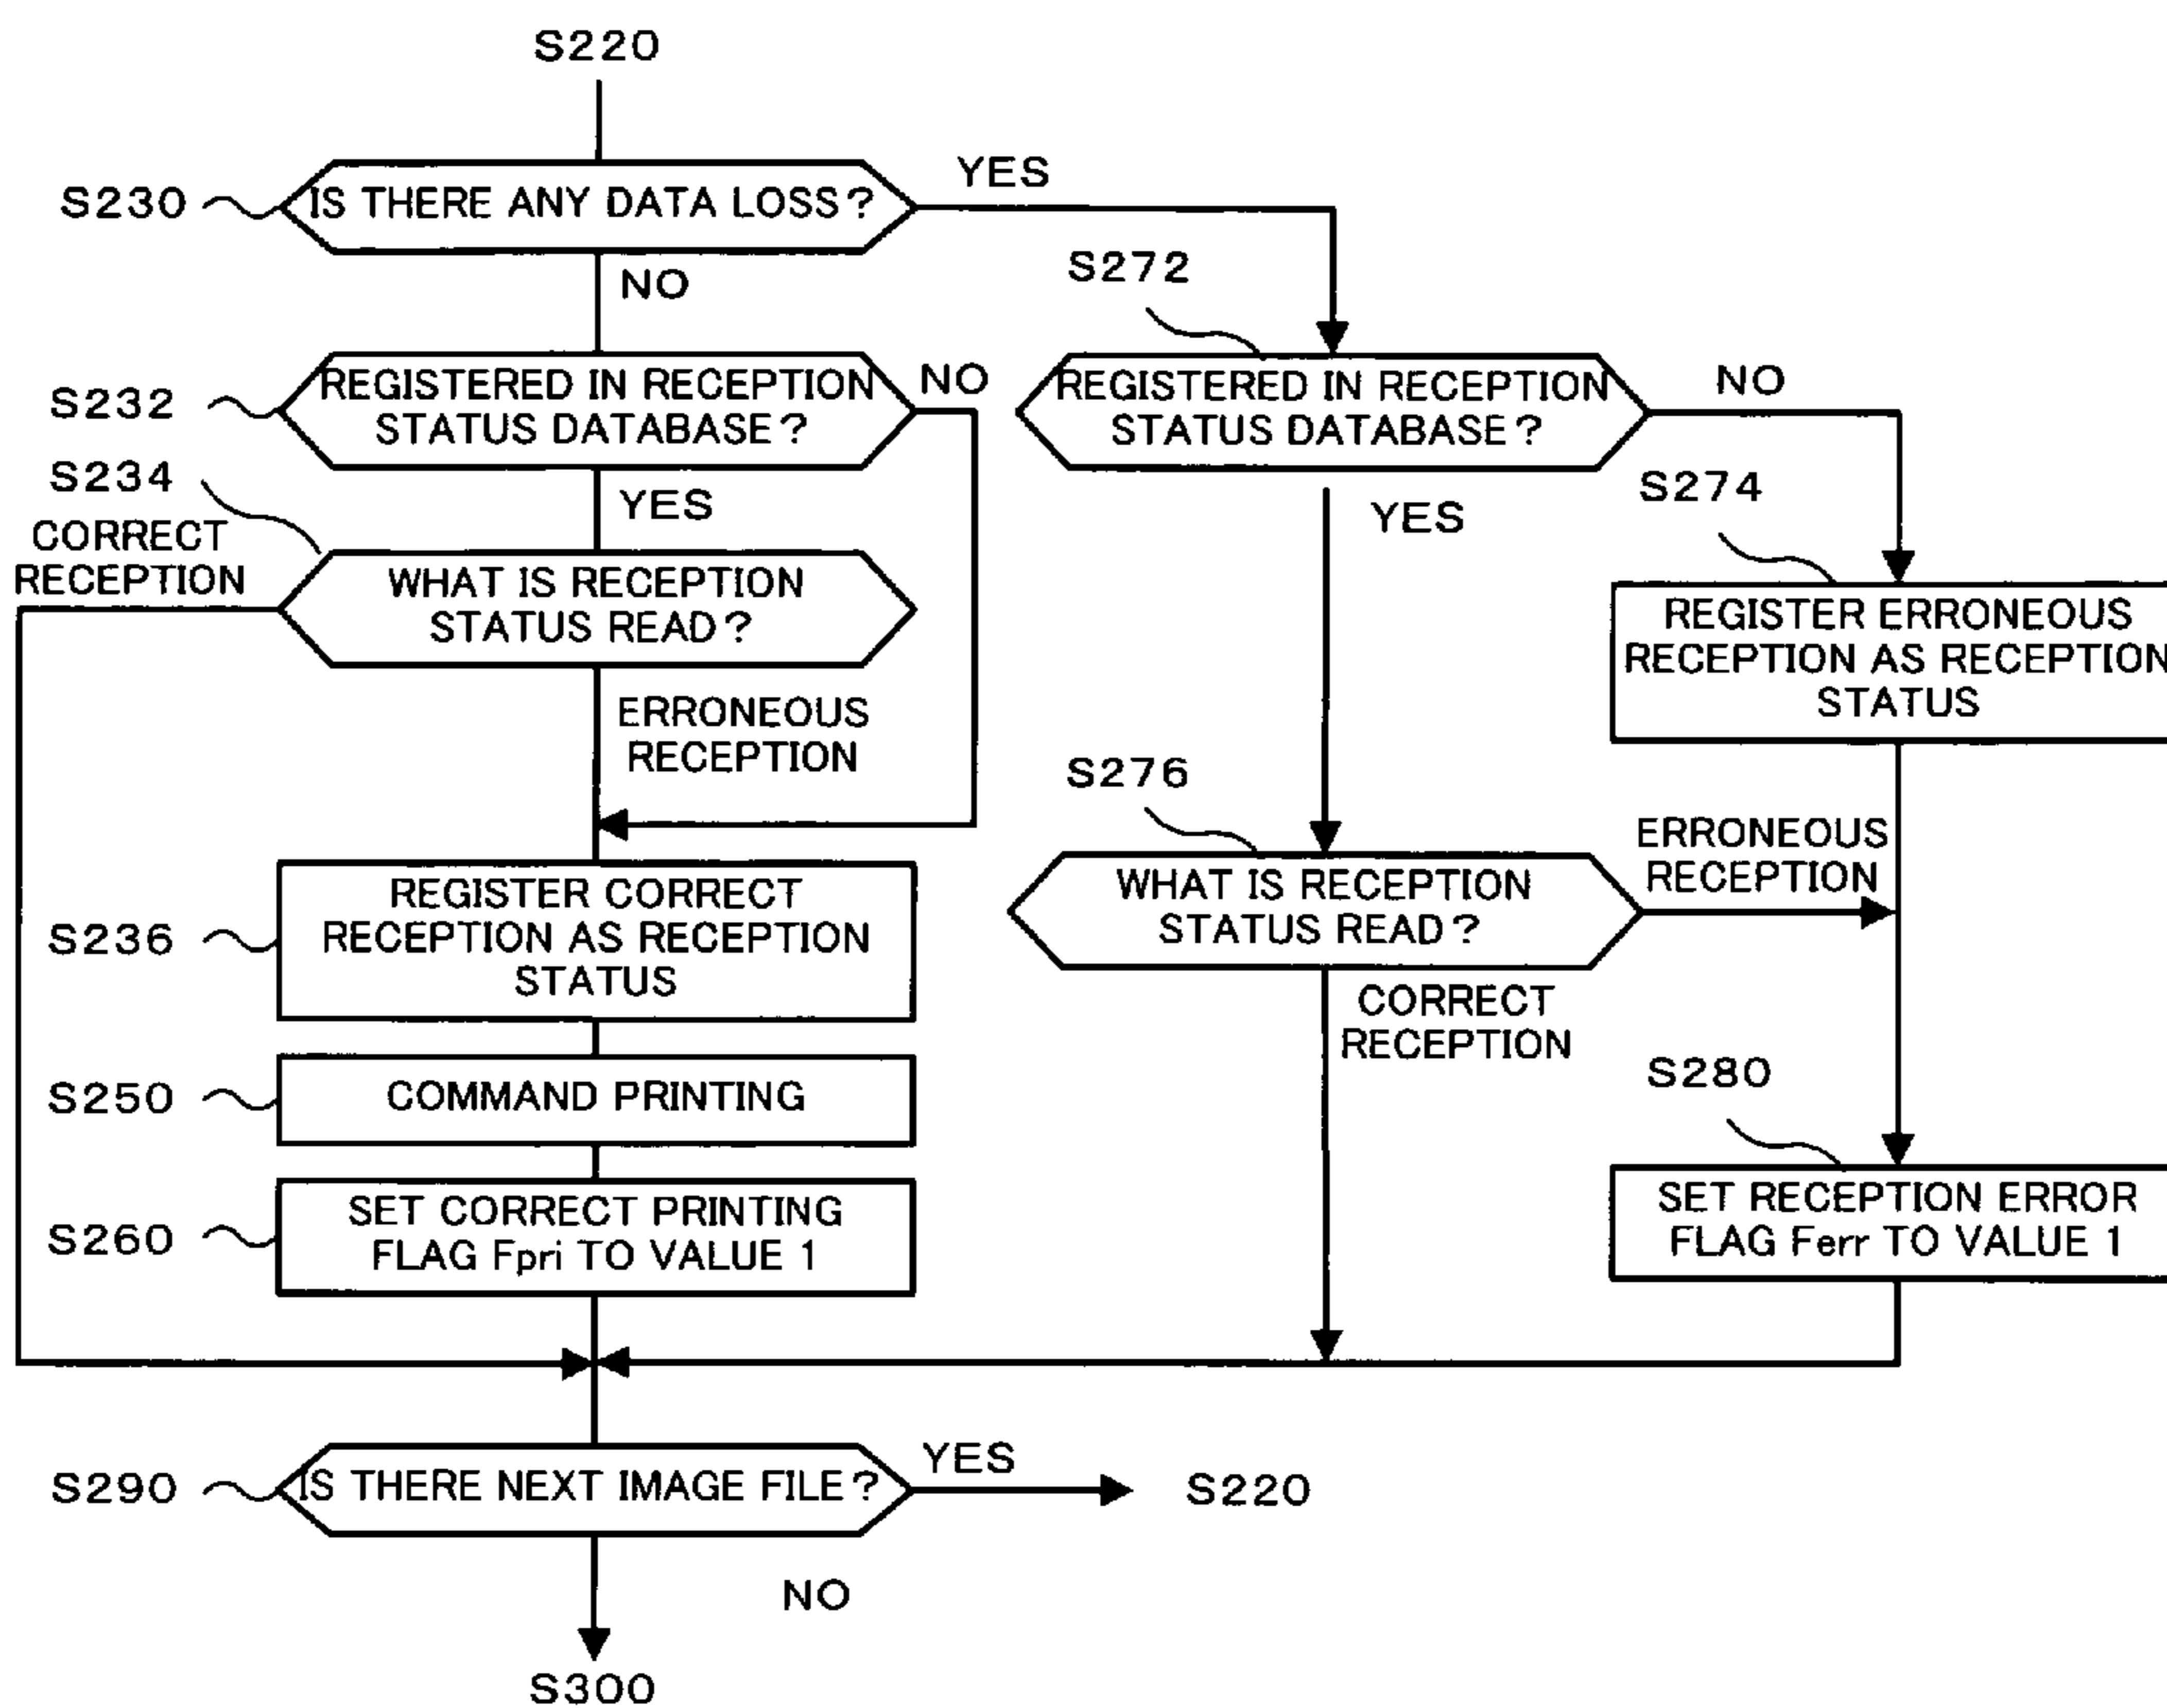 S220
S230
IS THERE ANY DATA LOSS?
YES
NO
S272
S232
REGISTERED IN RECEPTION
STATUS DATABASE?
NO
REGISTERED IN RECEPTION
STATUS DATABASE?
NO
S234
YES
YES
S274
CORRECT
RECEPTION
WHAT IS RECEPTION
STATUS READ?
REGISTER ERRONEOUS
RECEPTION AS RECEPTION
STATUS
ERRONEOUS
RECEPTION
S276
WHAT IS RECEPTION
STATUS READ?
ERRONEOUS
RECEPTION
S236
REGISTER CORRECT
RECEPTION AS RECEPTION
STATUS
CORRECT
RECEPTION
S250
COMMAND PRINTING
S280
S260
SET CORRECT PRINTING
FLAG Fpri TO VALUE 1
SET RECEPTION ERROR
FLAG Ferr TO VALUE 1
S290
IS THERE NEXT IMAGE FILE?
YES
S220
NO
S300